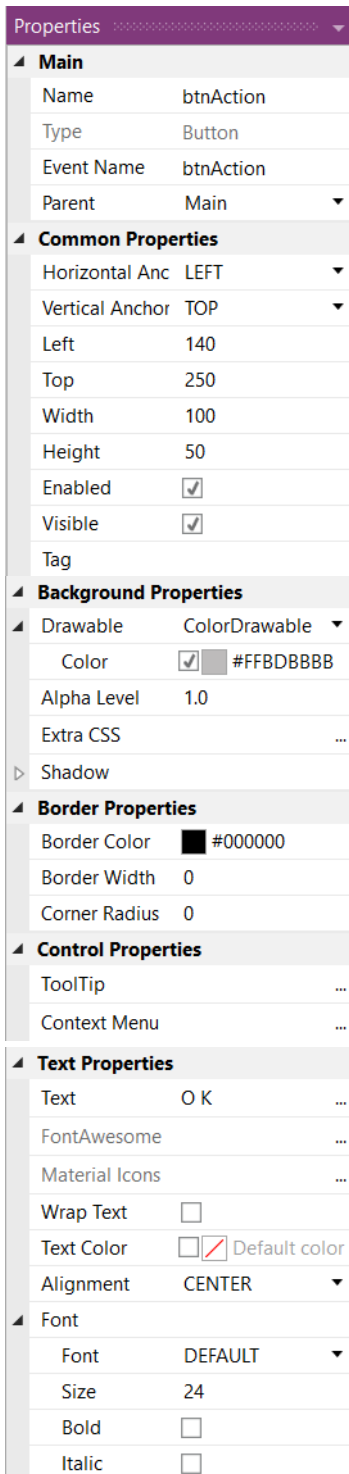 Properties
Main
Name btnAction
Type Button
Event Name btnAction
Parent Main
Common Properties
Horizontal Anc LEFT
Vertical Anchor TOP
Left 140
Top 250
Width 100
Height 50
Enabled
Visible
Tag
Background Properties
Drawable ColorDrawable
Color #FFBDBBBB
Alpha Level 1.0
Extra CSS ...
Shadow
Border Properties
Border Color #000000
Border Width 0
Corner Radius 0
Control Properties
ToolTip ...
Context Menu ...
Text Properties
Text O K ...
FontAwesome ...
Material Icons ...
Wrap Text
Text Color Default color
Alignment CENTER
Font
Font DEFAULT
Size 24
Bold
Italic